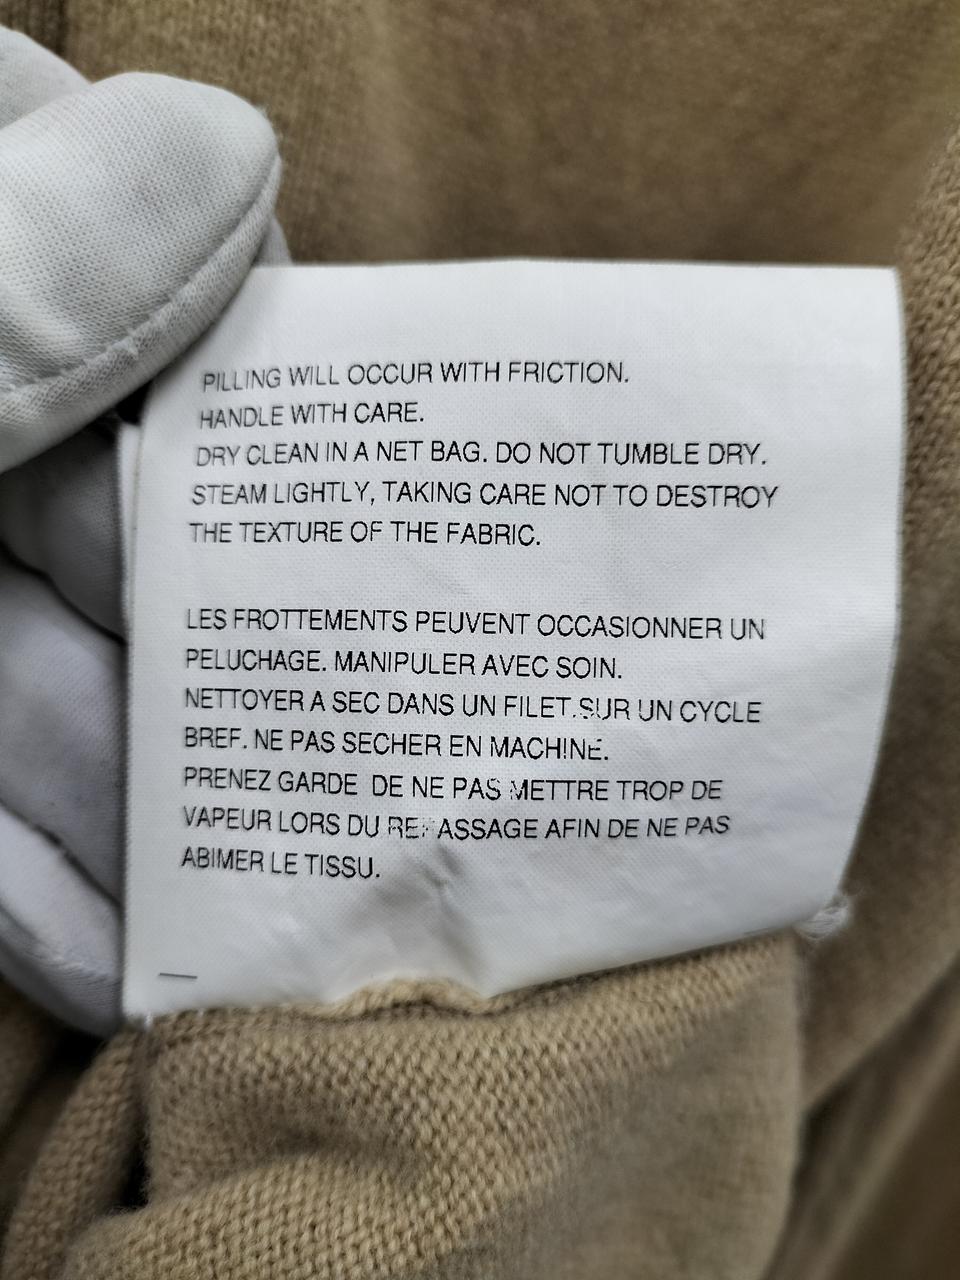 PILLING WILL OCCUR WITH FRICTION.
HANDLE WITH CARE.
DRY CLEAN IN A NET BAG. DO NOT TUMBLE DRY.
STEAM LIGHTLY, TAKING CARE NOT TO DESTROY
THE TEXTURE OF THE FABRIC.
LES FROTTEMENTS PEUVENT OCCASIONNER UN
PELUCHAGE. MANIPULER AVEC SOIN.
NETTOYER A SEC DANS UN FILET.SUR UN CYCLE
BREF. NE PAS SECHER EN MACHINE.
PRENEZ GARDE DE NE PAS METTRE TROP DE
VAPEUR LORS DU REPASSAGE AFIN DE NE PAS
ABIMER LE TISSU.